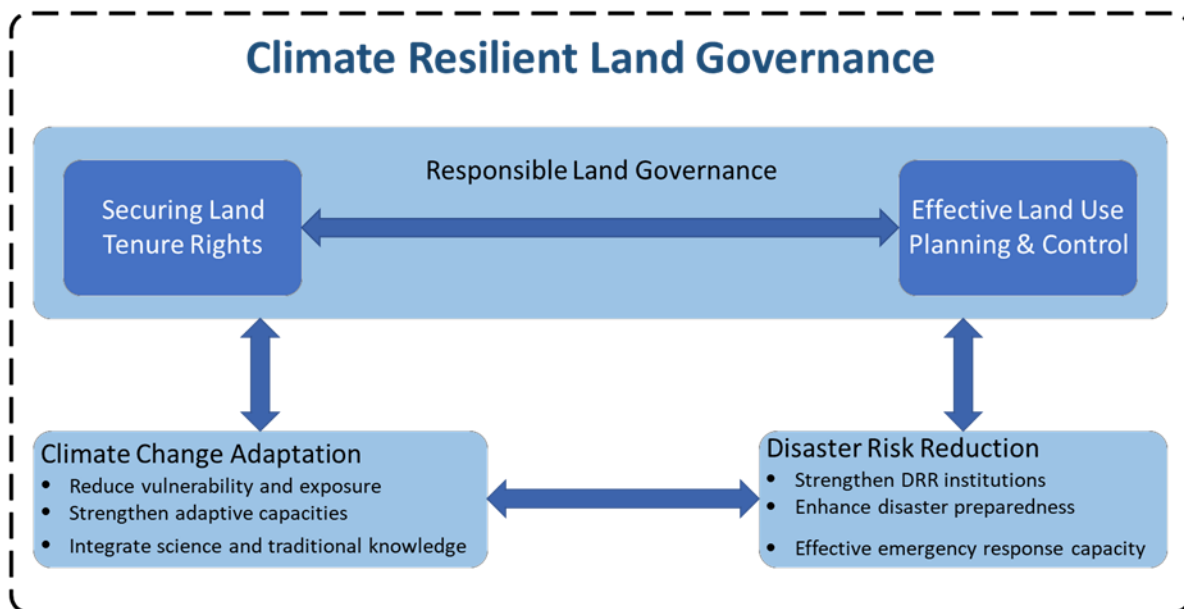 Climate Resilient Land Governance
Responsible Land Governance
Securing Land
Tenure Rights
Effective Land Use
Planning & Control
Climate Change Adaptation
• Reduce vulnerability and exposure
• Strengthen adaptive capacities
• Integrate science and traditional knowledge
Disaster Risk Reduction
• Strengthen DRR institutions
• Enhance disaster preparedness
• Effective emergency response capacity